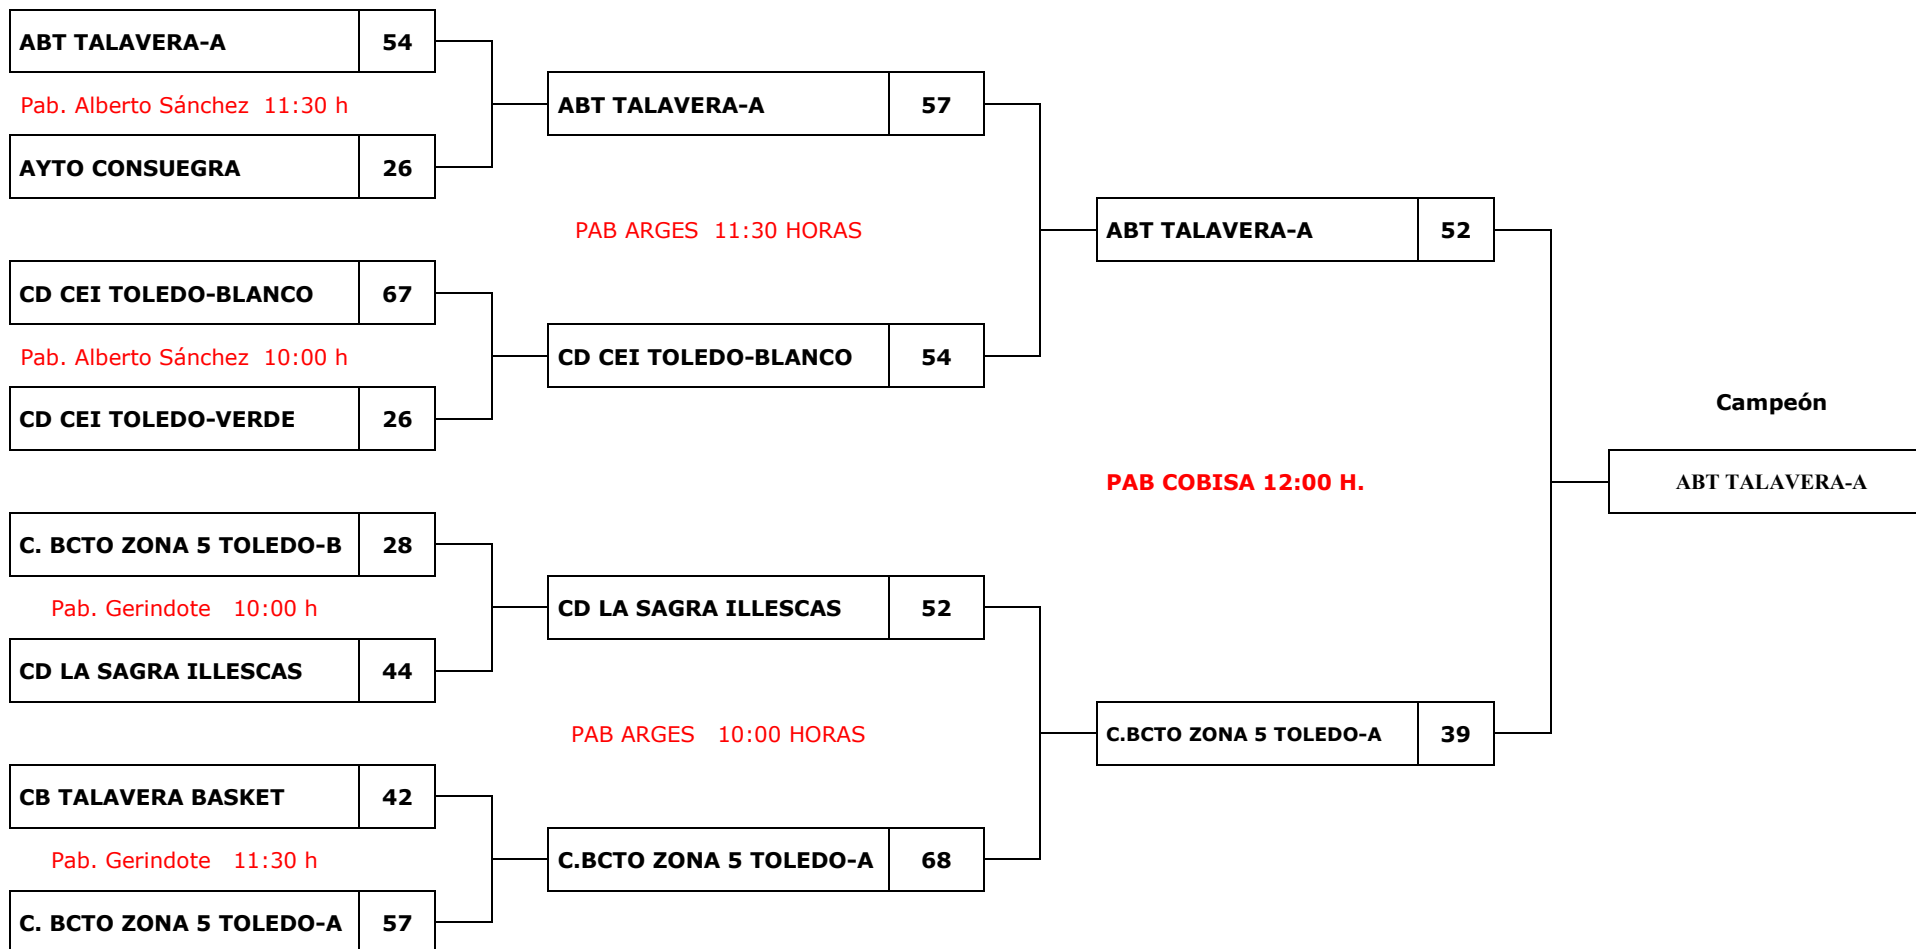 ABT TALAVERA-A 54
Pab. Alberto Sánchez 11:30 h
AYTO CONSUEGRA 26
CD CEI TOLEDO-BLANCO 67
Pab. Alberto Sánchez 10:00 h
CD CEI TOLEDO-VERDE 26
C. BCTO ZONA 5 TOLEDO-B 28
Pab. Gerindote 10:00 h
CD LA SAGRA ILLESCAS 44
CB TALAVERA BASKET 42
Pab. Gerindote 11:30 h
C. BCTO ZONA 5 TOLEDO-A 57
ABT TALAVERA-A 57
PAB ARGES 11:30 HORAS
CD CEI TOLEDO-BLANCO 54
CD LA SAGRA ILLESCAS 52
PAB ARGES 10:00 HORAS
C.BCTO ZONA 5 TOLEDO-A 68
ABT TALAVERA-A 52
PAB COBISA 12:00 H.
C.BCTO ZONA 5 TOLEDO-A 39
Campeón
ABT TALAVERA-A